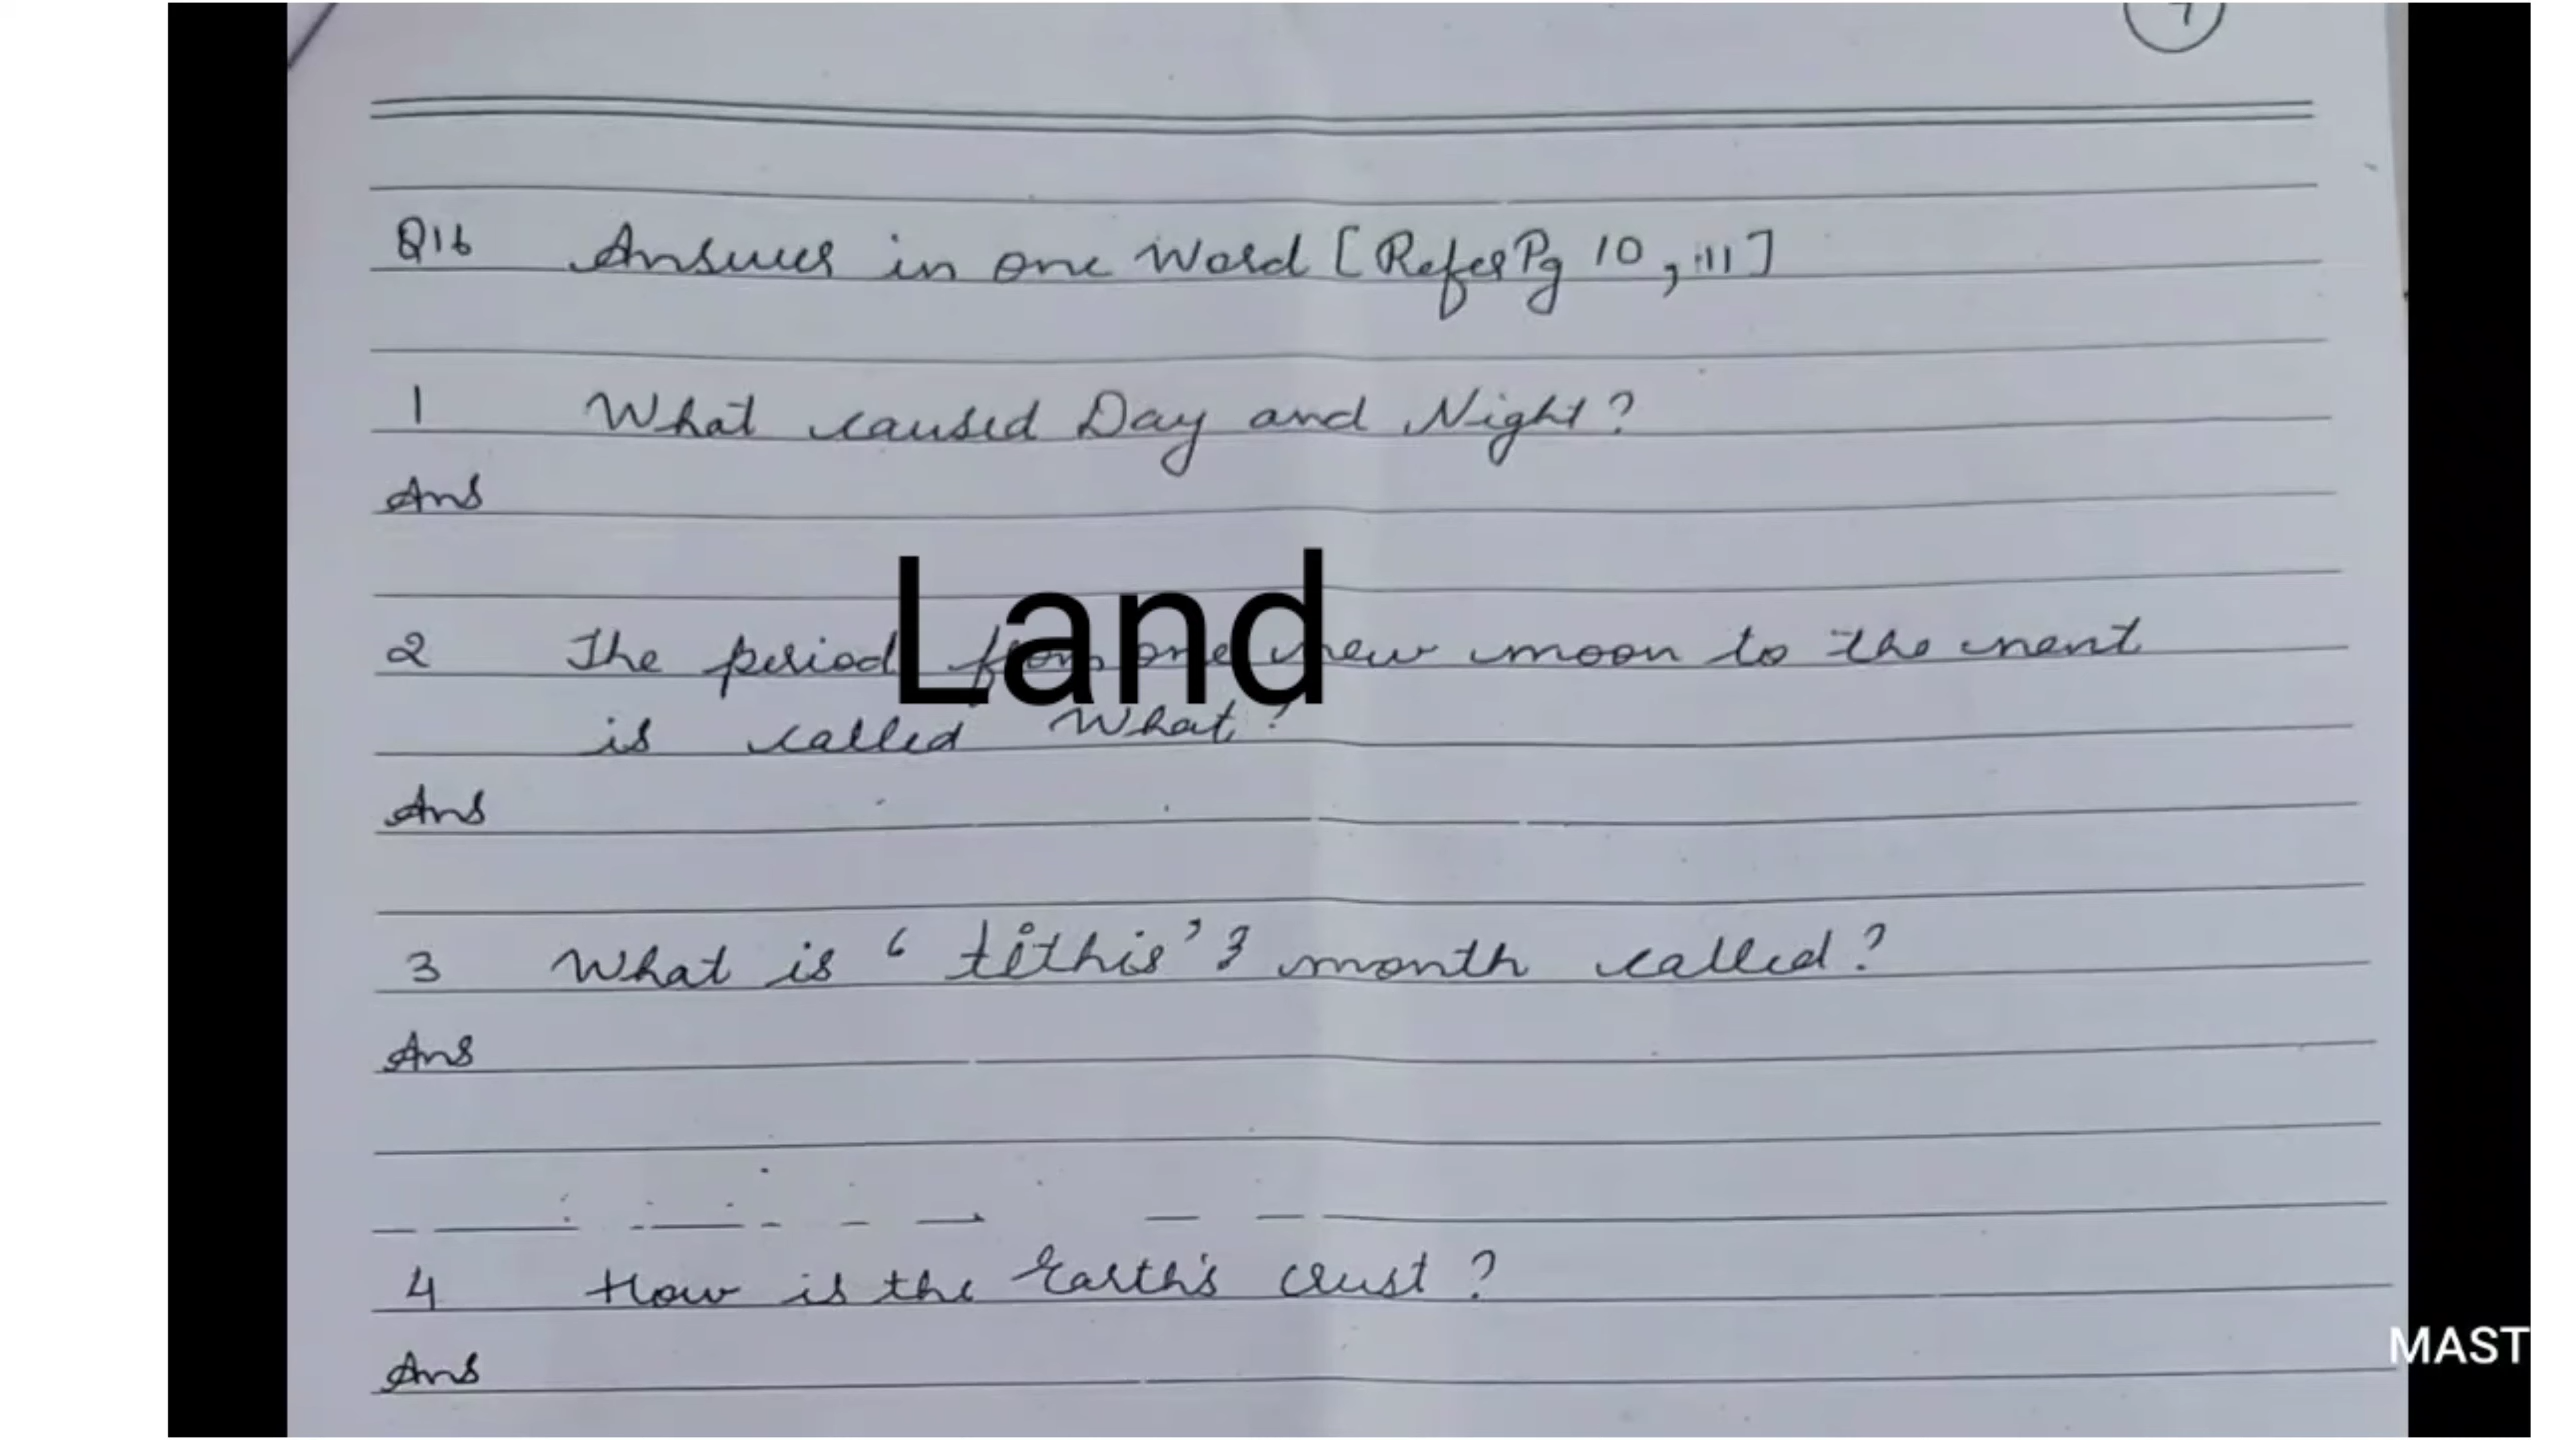 7
Q16 Answer in one Word [Refer Pg 10, 11]
1 What caused Day and Night?
Ans
Land
2 The period from one new moon to the next
is called What?
Ans
3 What is ‘tithis’ 3 month called?
Ans
4 How is the Earth's crust?
Ans
MAST